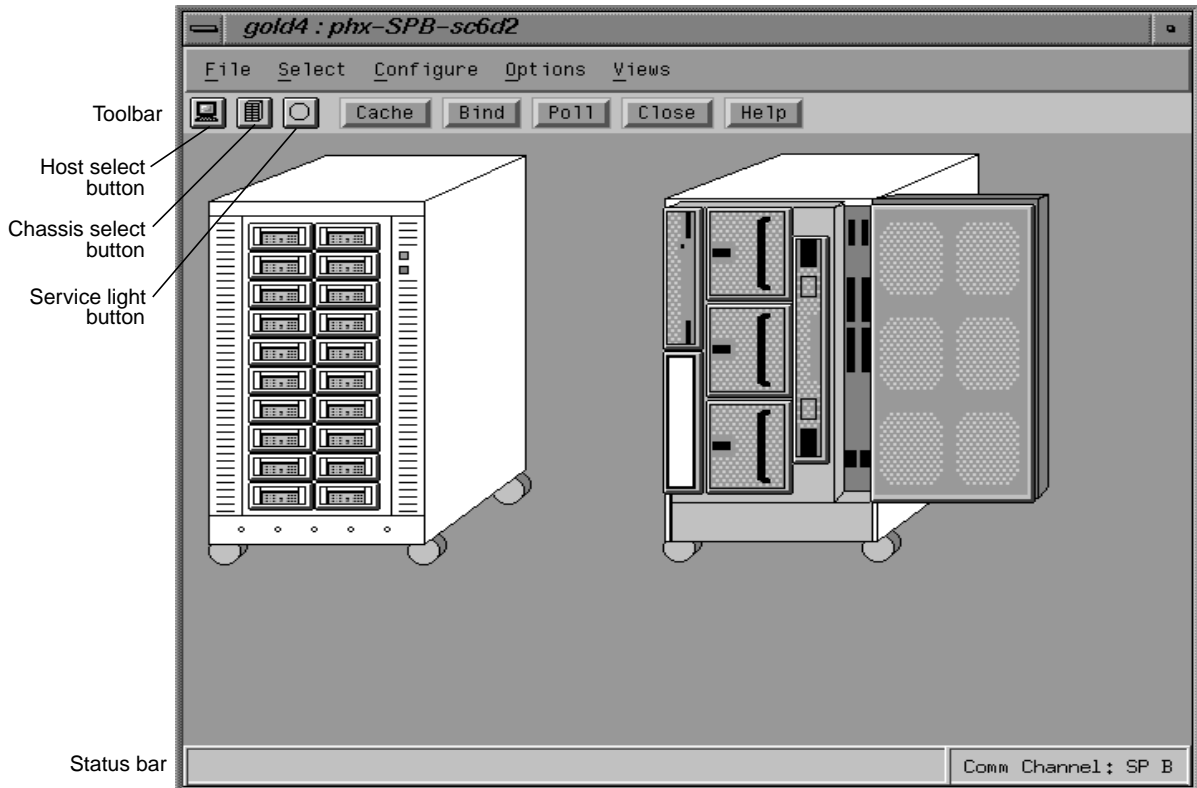 gold4 : phx-SPB-sc6d2
File Select Configure Options Views
Toolbar
Cache Bind Poll Close Help
Host select
button
Chassis select
button
Service light
button
Status bar
Comm Channel: SP B